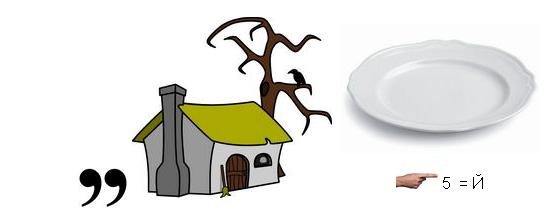 ,,
5 = Й